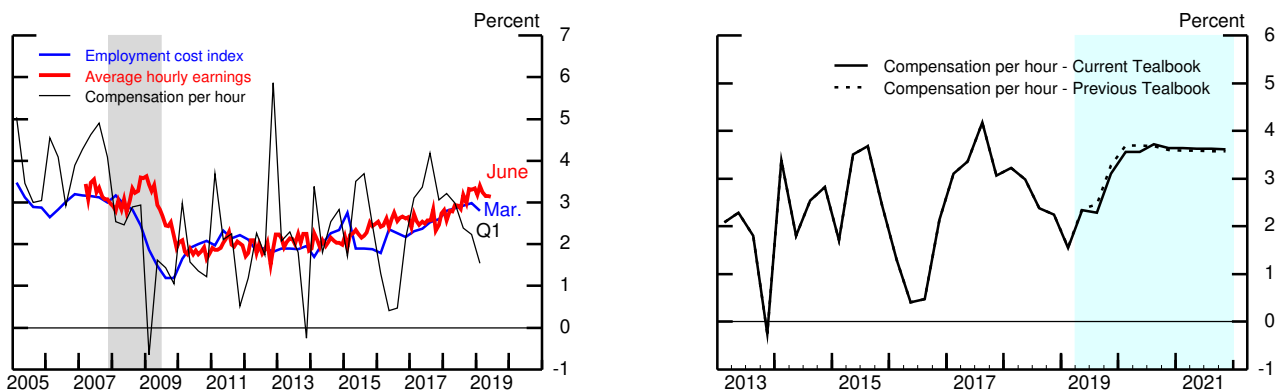 Percent
Employment cost index
Average hourly earnings
Compensation per hour
7
6
5
4
3
2
1
0
-1
June
Mar.
Q1
2005 2007 2009 2011 2013 2015 2017 2019
Percent
Compensation per hour - Current Tealbook
Compensation per hour - Previous Tealbook
6
5
4
3
2
1
0
-1
2013 2015 2017 2019 2021